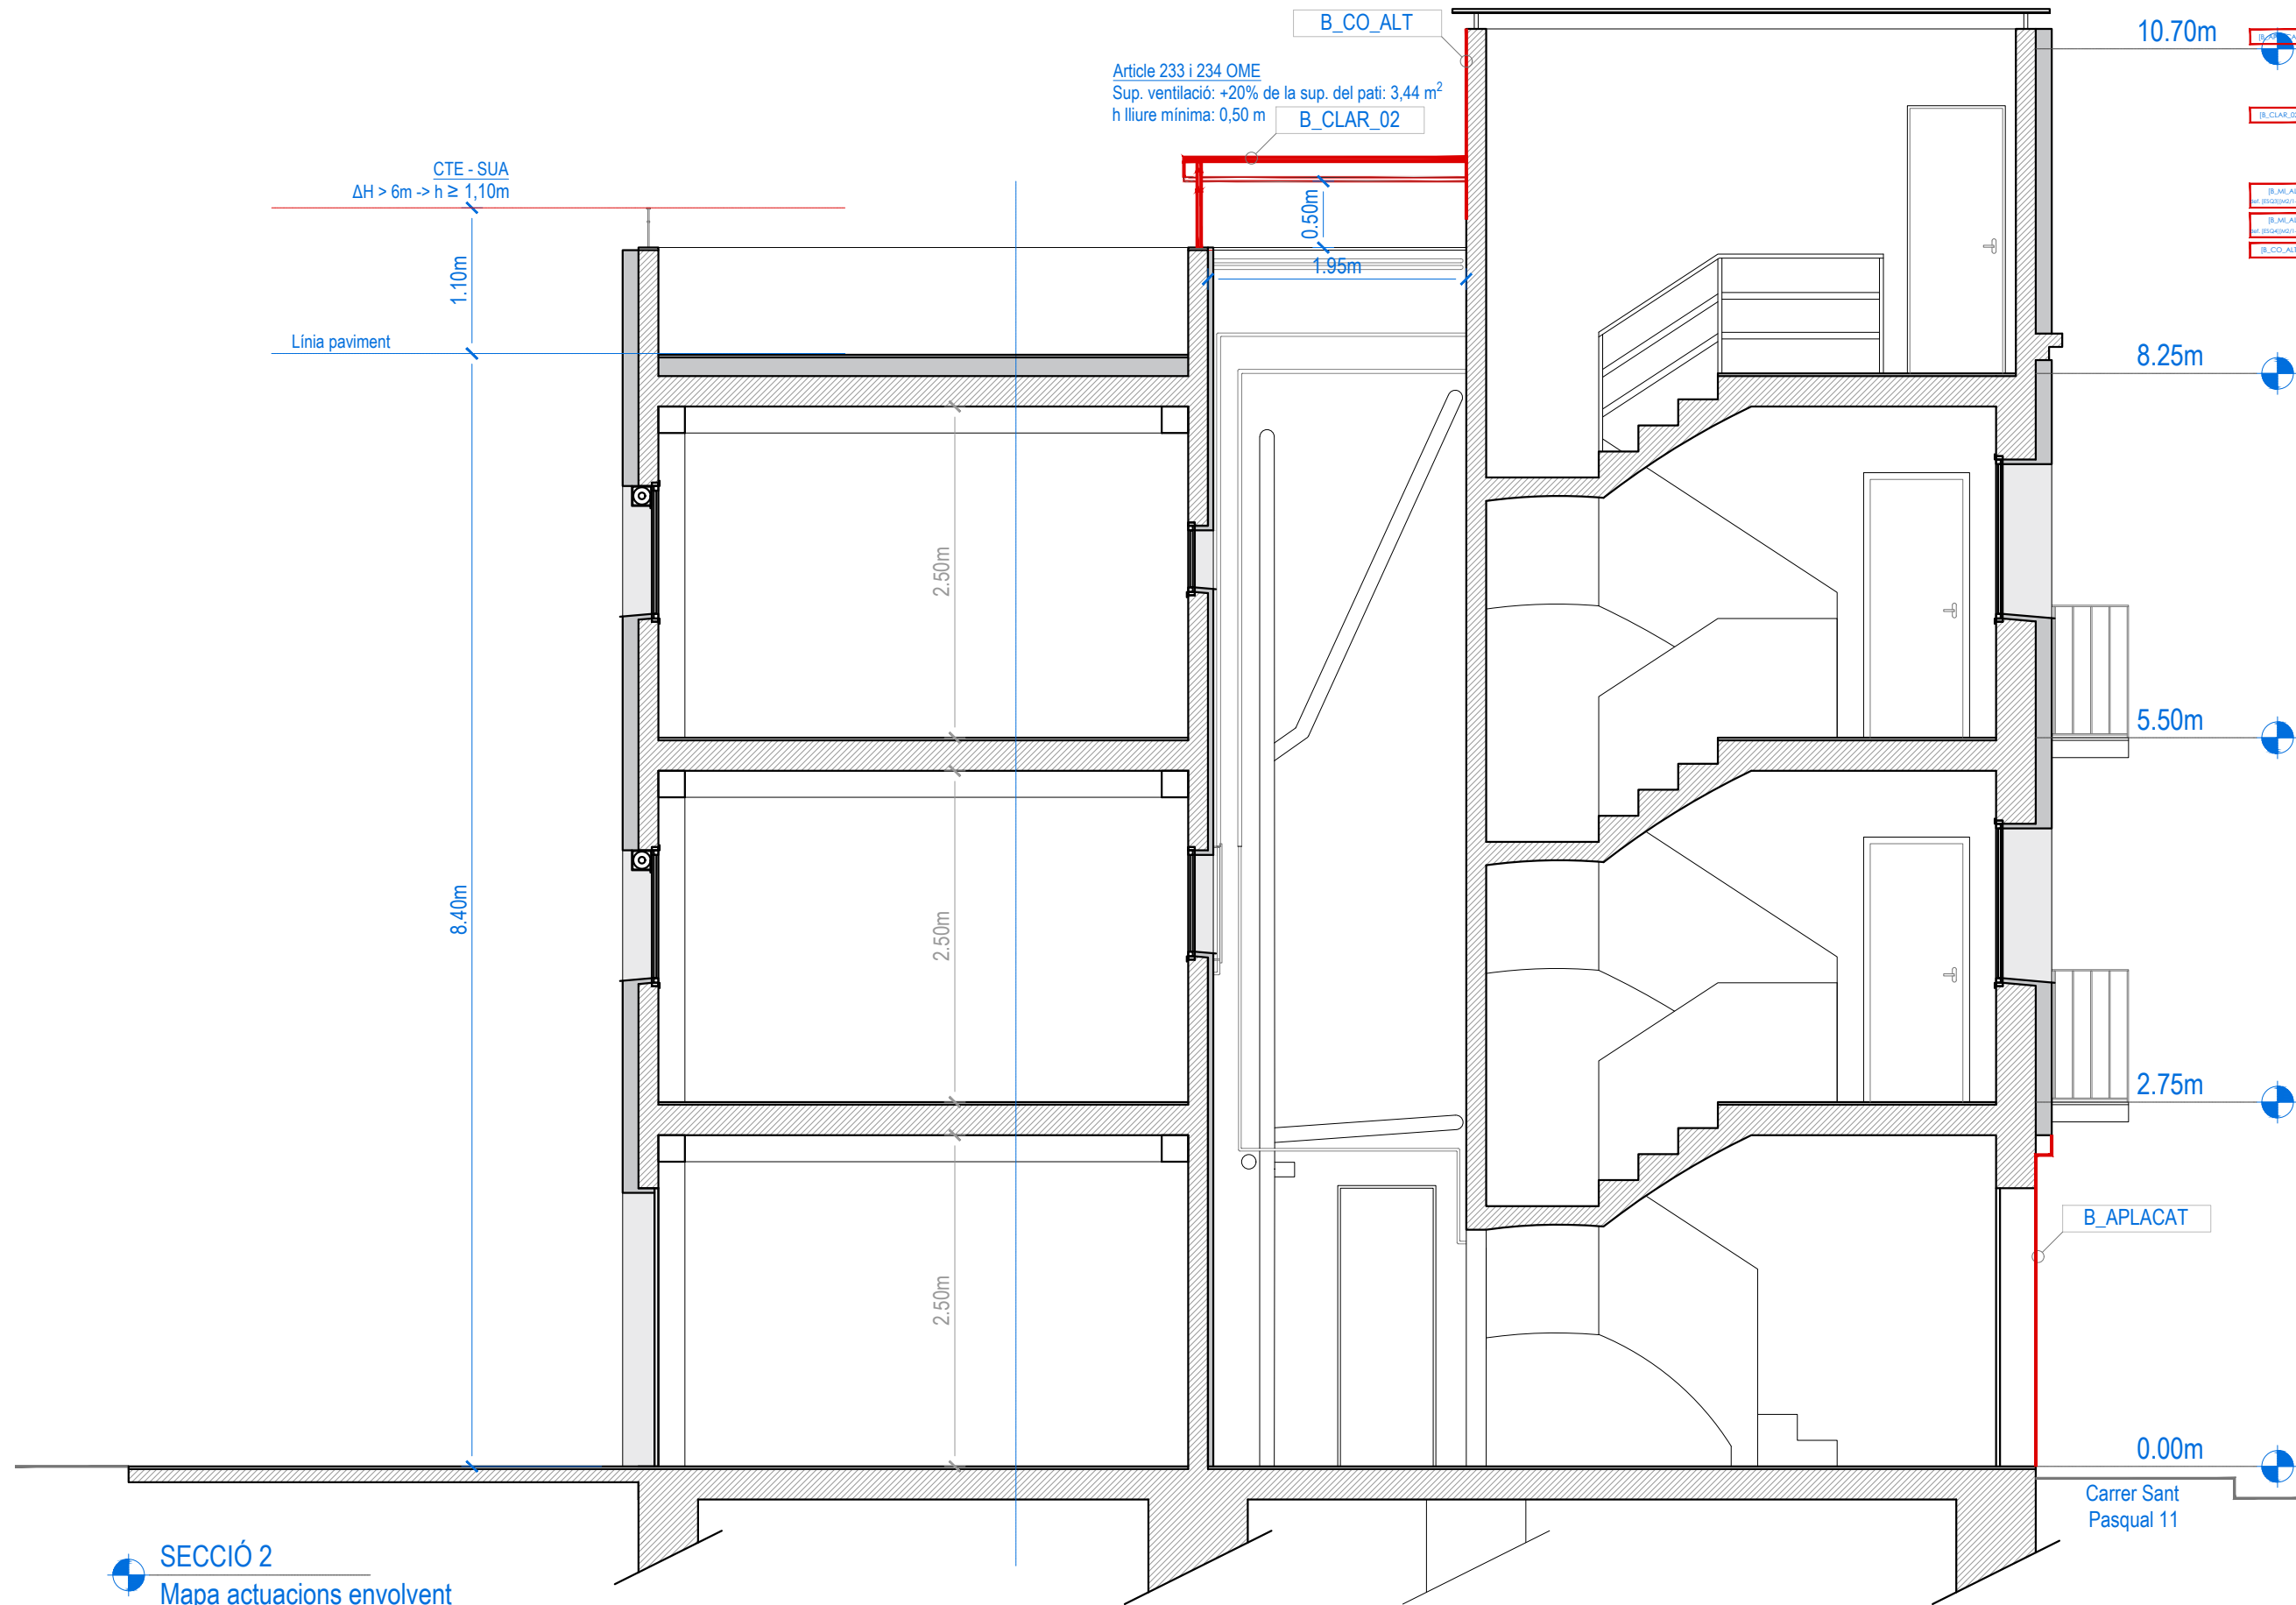 B_CO_ALT
10.70m
Article 233 i 234 OME
Sup. ventilació: +20% de la sup. del pati: 3,44 m²
h lliure mínima: 0,50 m
B_CLAR_02
[B_CLAR_02
CTE - SUA
ΔH > 6m -> h ≥ 1,10m
0.50m
[B_CO_ALT
1.95m
1.10m
Línia paviment
8.25m
2.50m
5.50m
8.40m
2.50m
2.75m
B_APLACAT
2.50m
0.00m
Carrer Sant
Pasqual 11
SECCIÓ 2
Mapa actuacions envolvent